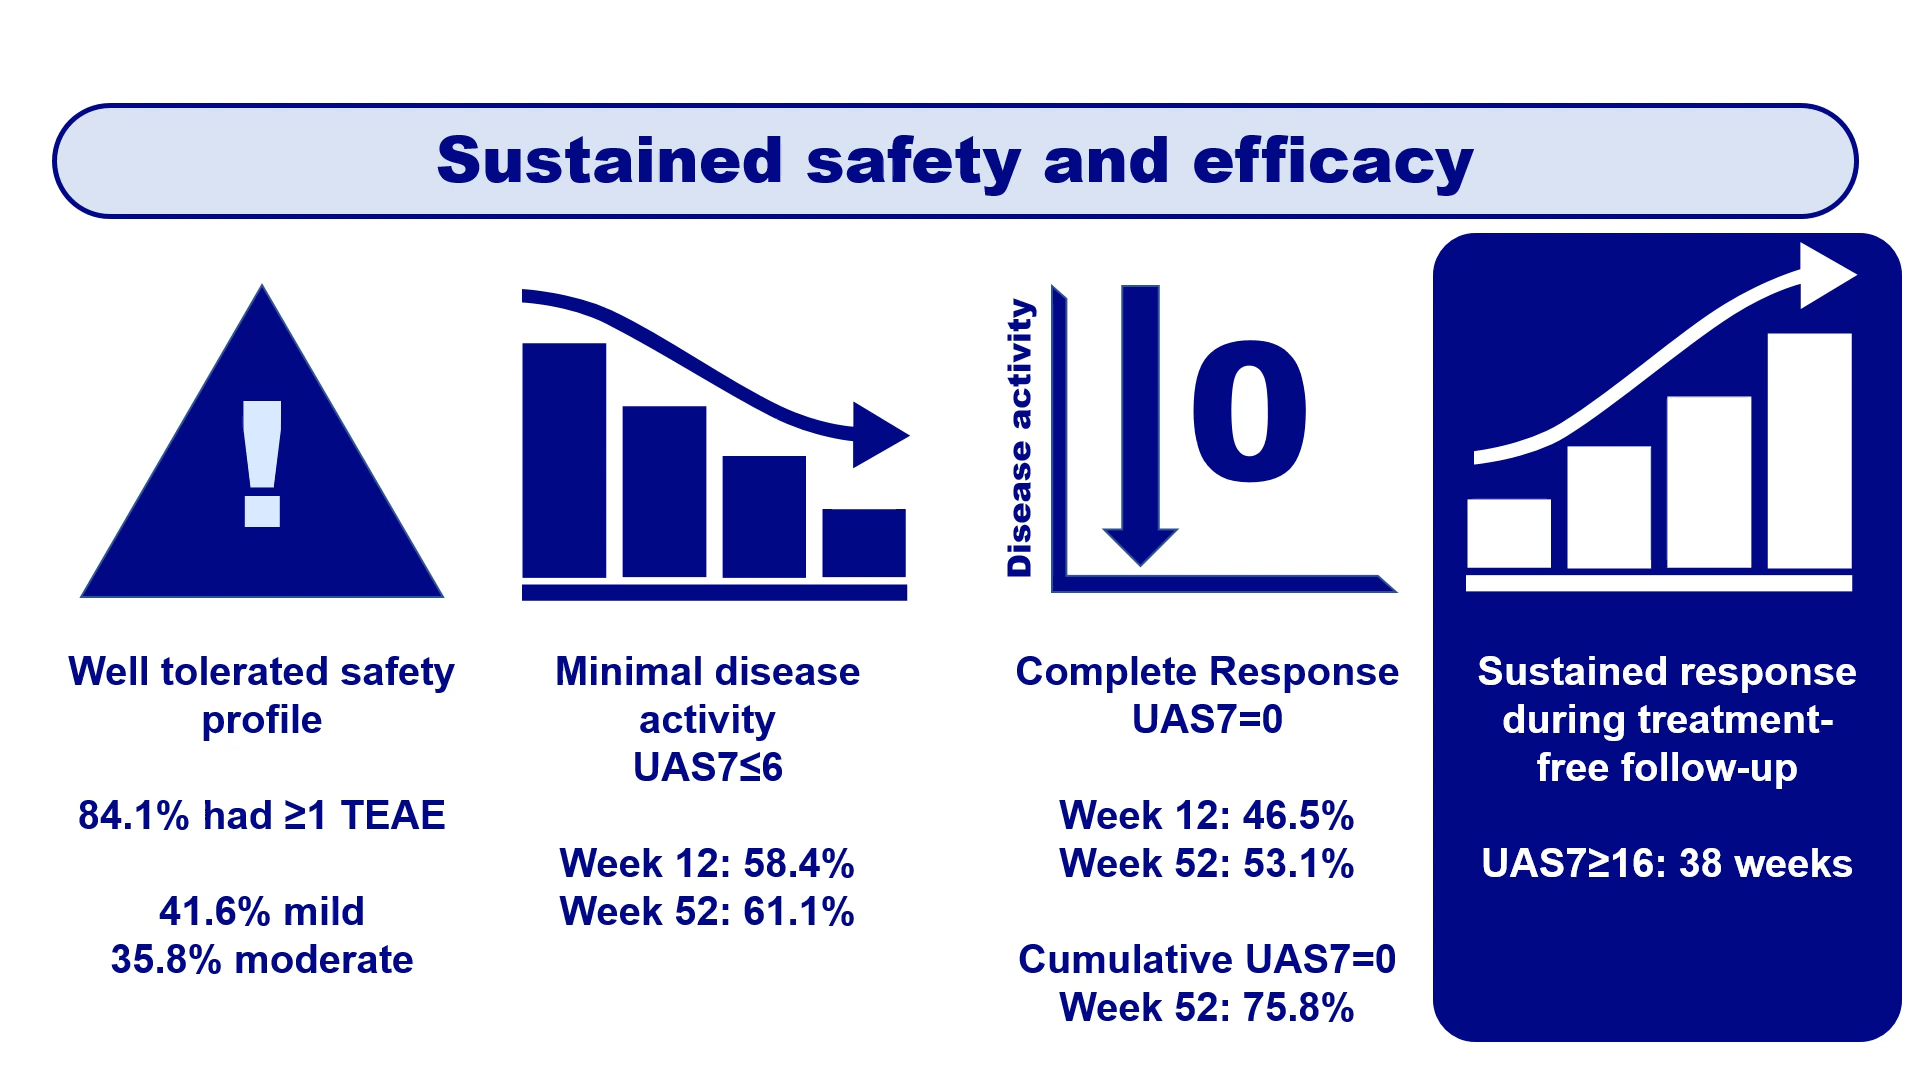 Sustained safety and efficacy
!
Well tolerated safety
profile
84.1% had ≥1 TEAE
41.6% mild
35.8% moderate
Minimal disease
activity
UAS7≤6
Week 12: 58.4%
Week 52: 61.1%
Disease activity
0
Complete Response
UAS7=0
Week 12: 46.5%
Week 52: 53.1%
Cumulative UAS7=0
Week 52: 75.8%
Sustained response
during treatment-
free follow-up
UAS7≥16: 38 weeks